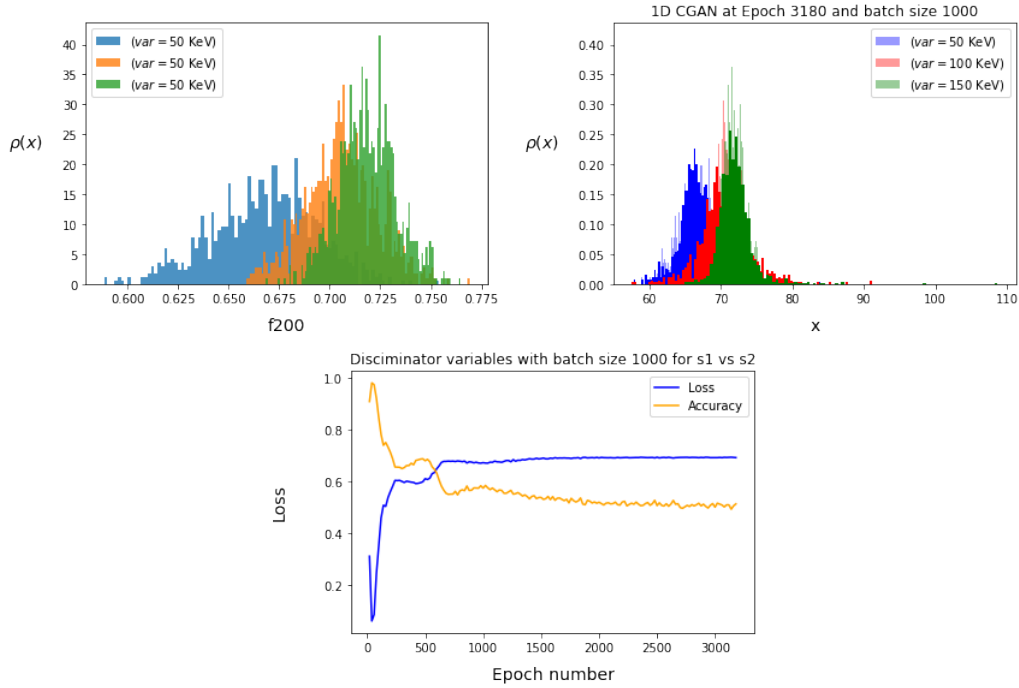 (var = 50 KeV)
(var = 50 KeV)
(var = 50 KeV)
40
35
30
25
20
15
10
5
0
ρ(x)
0.600 0.625 0.650 0.675 0.700 0.725 0.750 0.775
f200
1D CGAN at Epoch 3180 and batch size 1000
(var = 50 KeV)
(var = 100 KeV)
(var = 150 KeV)
0.40
0.35
0.30
0.25
0.20
0.15
0.10
0.05
0.00
ρ(x)
60 70 80 90 100 110
x
Disciminator variables with batch size 1000 for s1 vs s2
Loss
Accuracy
1.0
0.8
0.6
0.4
0.2
Loss
0 500 1000 1500 2000 2500 3000
Epoch number